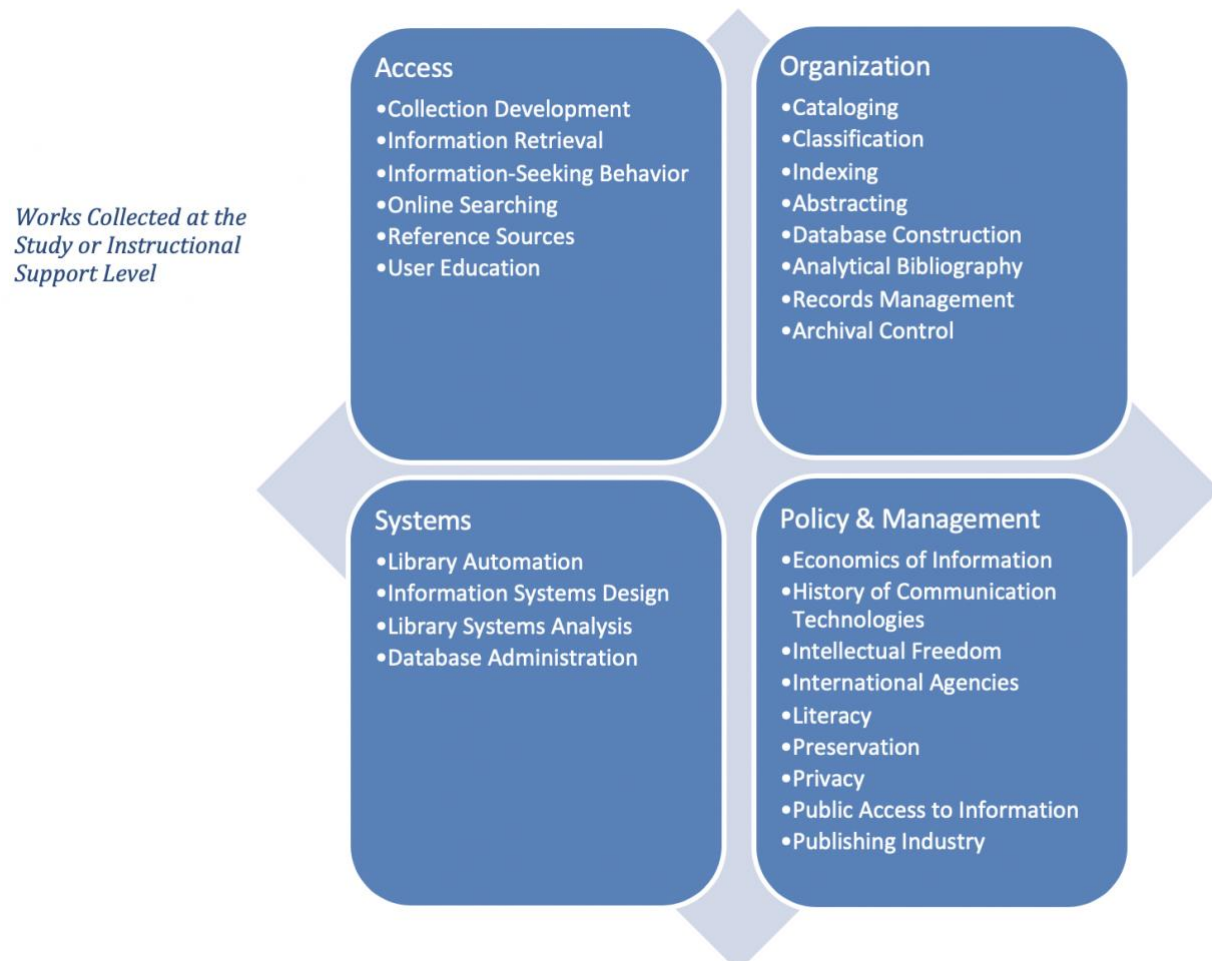 Works Collected at the
Study or Instructional
Support Level
Access
•Collection Development
•Information Retrieval
•Information-Seeking Behavior
•Online Searching
•Reference Sources
•User Education
Organization
•Cataloging
•Classification
•Indexing
•Abstracting
•Database Construction
•Analytical Bibliography
•Records Management
•Archival Control
Systems
•Library Automation
•Information Systems Design
•Library Systems Analysis
•Database Administration
Policy & Management
•Economics of Information
•History of Communication
Technologies
•Intellectual Freedom
•International Agencies
•Literacy
•Preservation
•Privacy
•Public Access to Information
•Publishing Industry